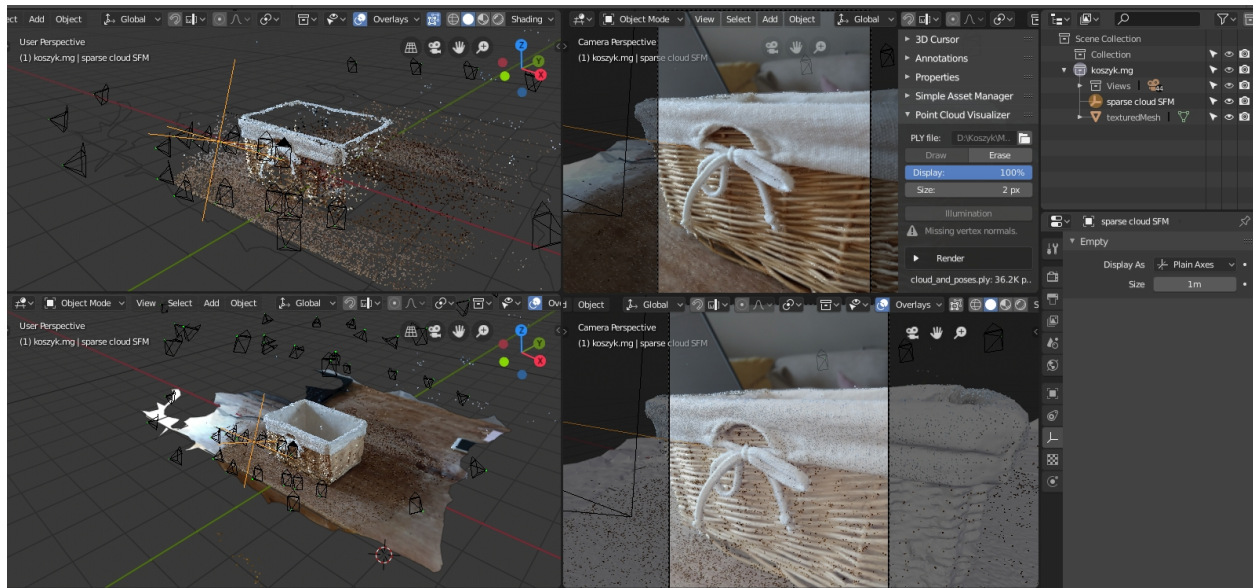 ect Add Object Global Overlays Shading
User Perspective
(1) koszyk.mg | sparse cloud SFM
Z
Y
X
Object Mode View Select Add Object Global
Camera Perspective
(1) koszyk.mg | sparse cloud SFM
3D Cursor
Annotations
Properties
Simple Asset Manager
Point Cloud Visualizer
PLY file: D:\Koszyk\M..
Draw Erase
Display: 100%
Size: 2 px
Illumination
Missing vertex normals.
Render
cloud_and_poses.ply: 36.2K p..
Scene Collection
Collection
koszyk.mg
Views 44
sparse cloud SFM
texturedMesh
sparse cloud SFM
Empty
Display As Plain Axes
Size 1m
Object Mode View Select Add Object Global Ove
User Perspective
(1) koszyk.mg | sparse cloud SFM
Z
Y
X
Object Global Overlays S
Camera Perspective
(1) koszyk.mg | sparse cloud SFM